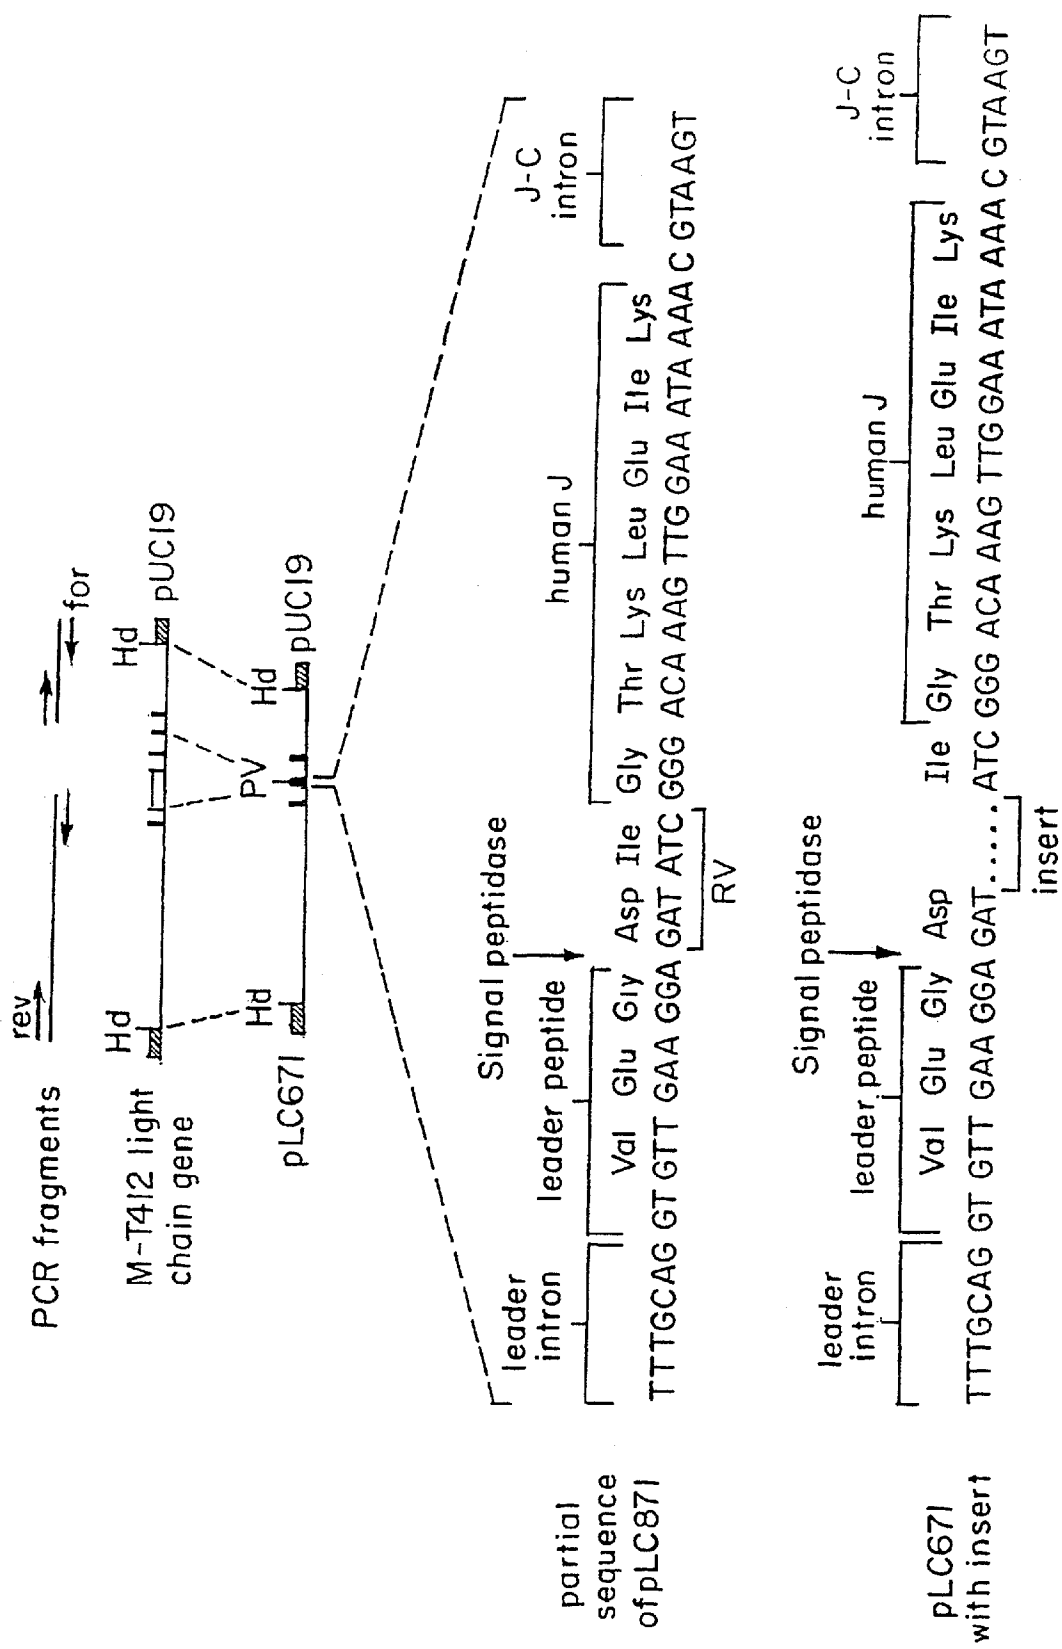 PCR fragments
rev
for
M-T412 light
chain gene
Hd
Hd
pUC19
pLC671
Hd
PV
Hd
pUC19
partial
sequence
of pLC871
leader
intron
leader peptide
Signal peptidase
human J
J-C
intron
Val Glu Gly Asp Ile Gly Thr Lys Leu Glu Ile Lys
TTTGCAG GT GTT GAA GGA GAT ATC GGG ACA AAG TTG GAA ATA AAA C GTAAGT
RV
pLC671
with insert
leader
intron
leader peptide
Signal peptidase
human J
J-C
intron
Val Glu Gly Asp Ile Gly Thr Lys Leu Glu Ile Lys
TTTGCAG GT GTT GAA GGA GAT......ATC GGG ACA AAG TTG GAA ATA AAA C GTAAGT
insert